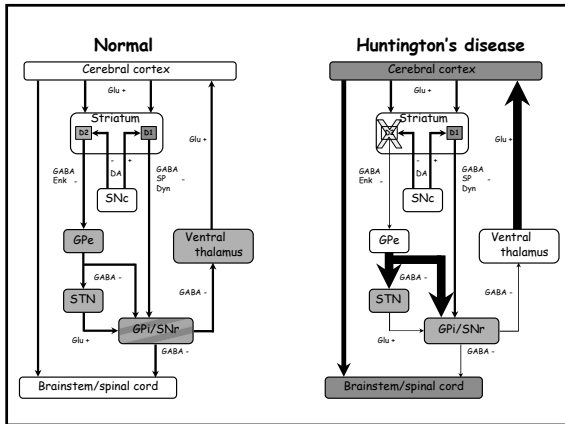 Normal
Cerebral cortex
Glu +
Striatum
D2
D1
GABA
Enk -
- +
DA
GABA
SP -
Dyn
Glu +
SNc
GPe
Ventral
thalamus
GABA -
STN
GABA -
GPi/SNr
Glu +
GABA -
Brainstem/spinal cord
Huntington's disease
Cerebral cortex
Glu +
Striatum
D2
D1
GABA
Enk -
- +
DA
GABA
SP -
Dyn
Glu +
SNc
GPe
Ventral
thalamus
GABA -
STN
GABA -
GPi/SNr
Glu +
GABA -
Brainstem/spinal cord